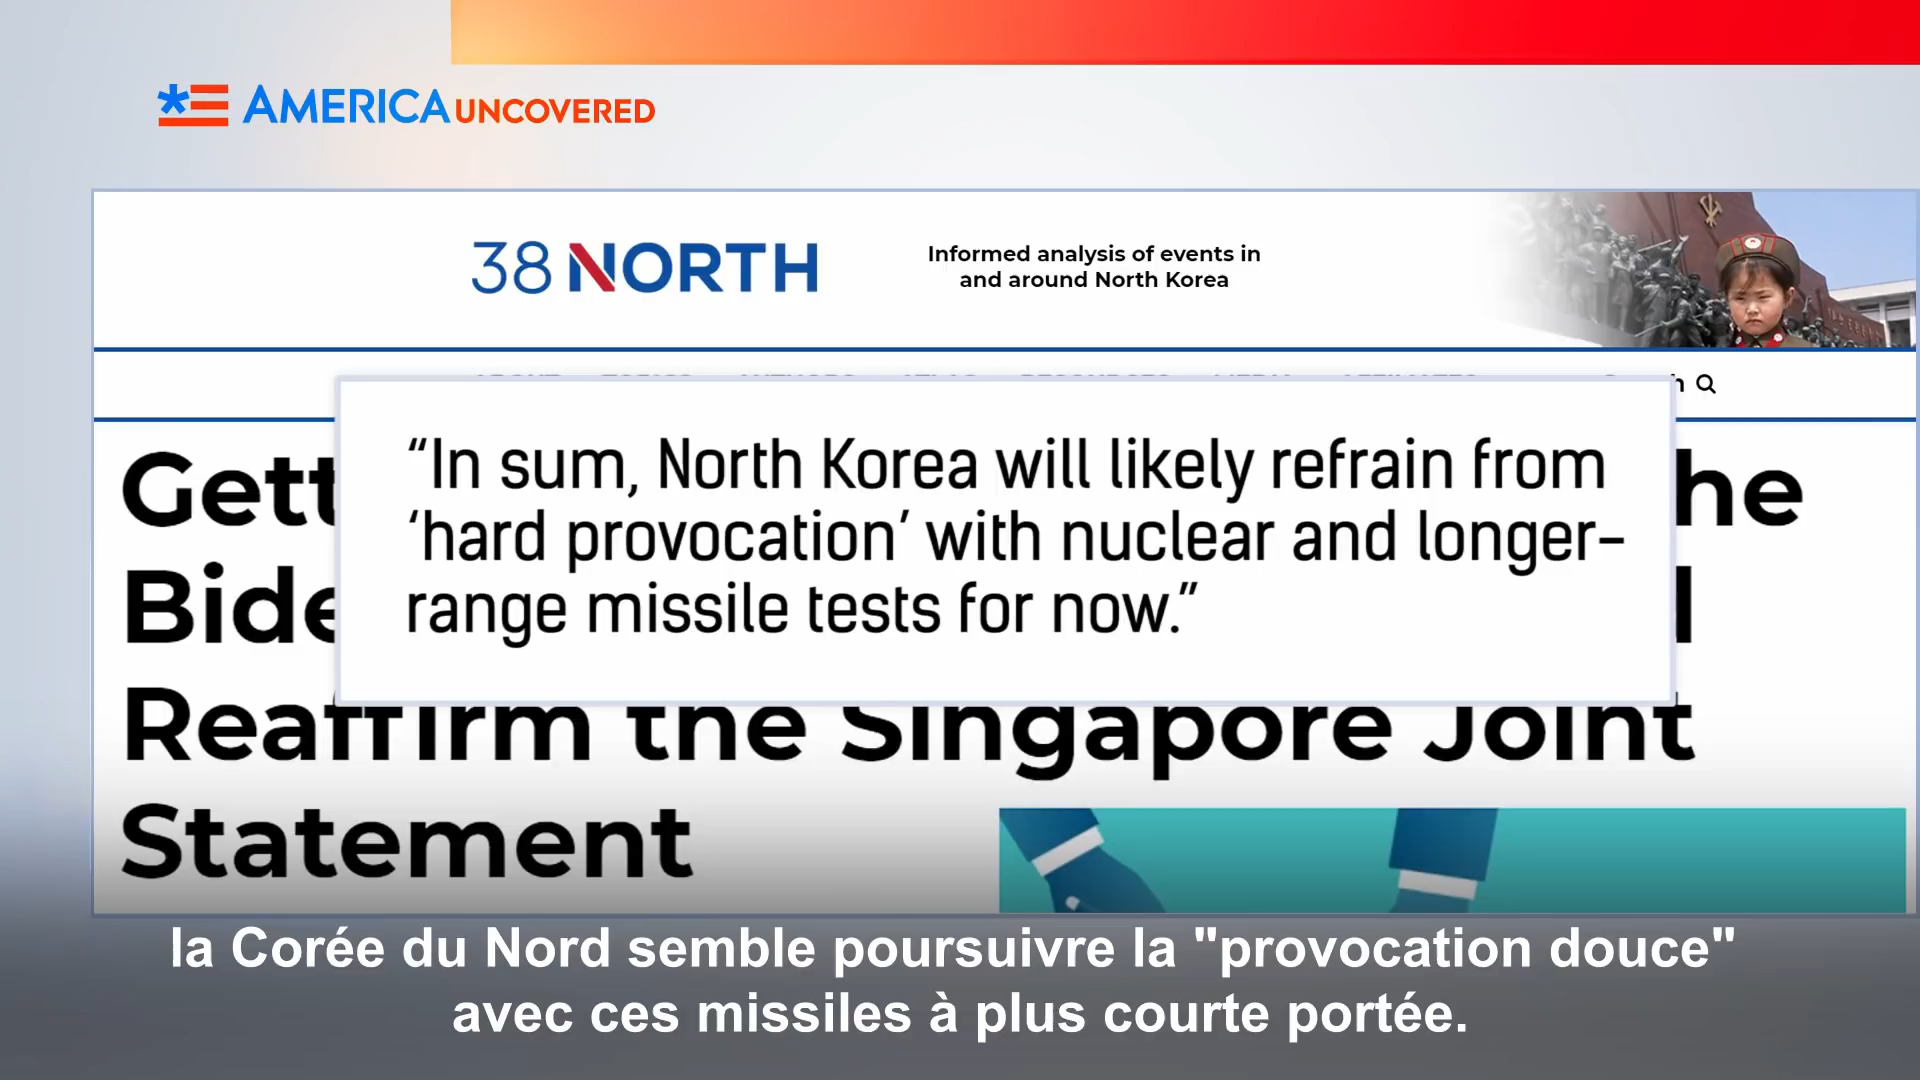 AMERICA UNCOVERED
38 NORTH
Informed analysis of events in
and around North Korea
“In sum, North Korea will likely refrain from
‘hard provocation’ with nuclear and longer-
range missile tests for now.”
he
Reaffirm the Singapore Joint
Statement
la Corée du Nord semble poursuivre la "provocation douce"
avec ces missiles à plus courte portée.